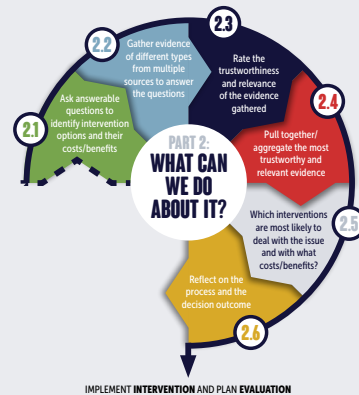 2.1
Ask answerable
questions to
identify intervention
options and their
costs/benefits
2.2
Gather evidence
of different types
from multiple
sources to answer
the questions
2.3
Rate the
trustworthiness
and relevance
of the evidence
gathered
2.4
Pull together/
aggregate the most
trustworthy and
relevant evidence
PART 2:
WHAT CAN
WE DO
ABOUT IT?
2.5
Which interventions
are most likely to
deal with the issue
and with what
costs/benefits?
2.6
Reflect on the
process and the
decision outcome
IMPLEMENT INTERVENTION AND PLAN EVALUATION